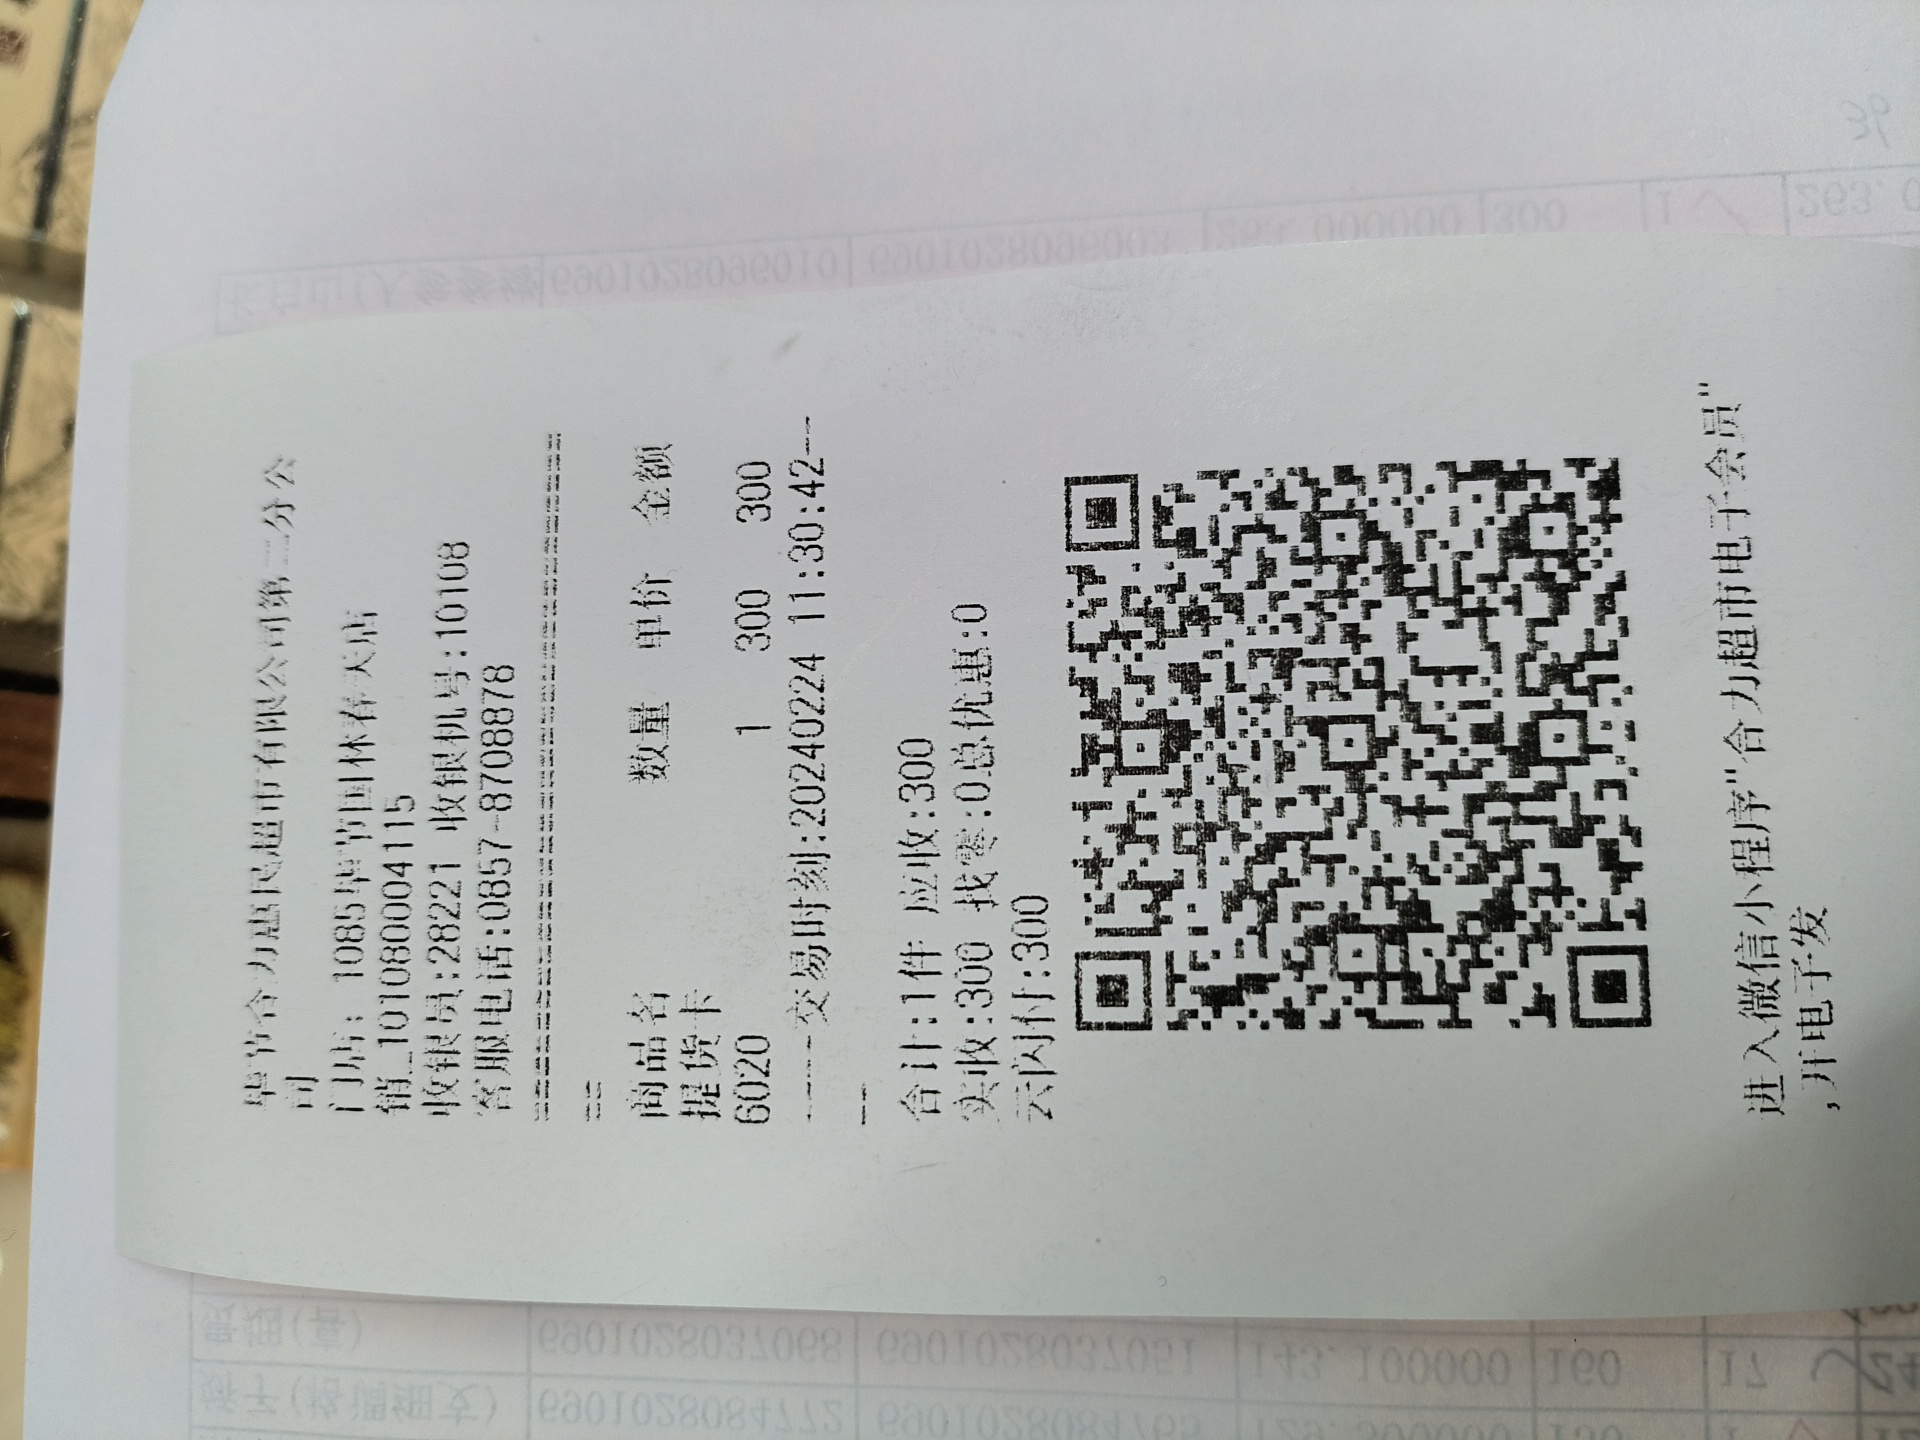 毕节合力惠民超市有限公司第二分公
司
门店: 1085毕节国林春天店
销_101080004115
收银员:28221 收银机号:10108
客服电话:0857-8708878
商品名 数量 单价 金额
提货卡
6020 1 300 300
----交易时刻:20240224 11:30:42--
--
合计:1件 应收:300
实收:300 找零:0总优惠:0
云闪付:300
进入微信小程序"合力超市电子会员"
,开电子发